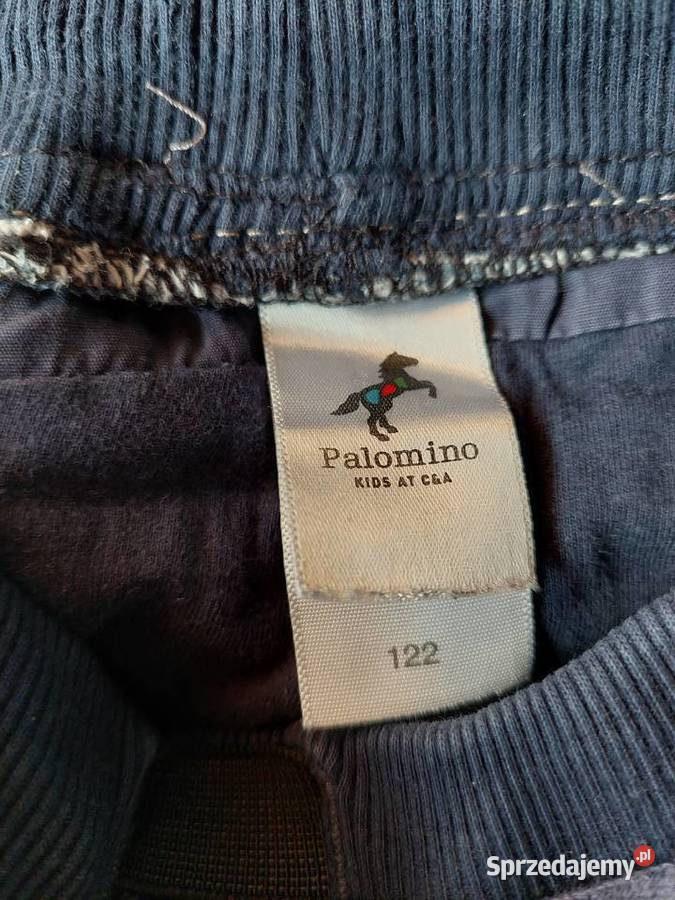 Palomino
KIDS AT C&A
122
Sprzedajemy.pl